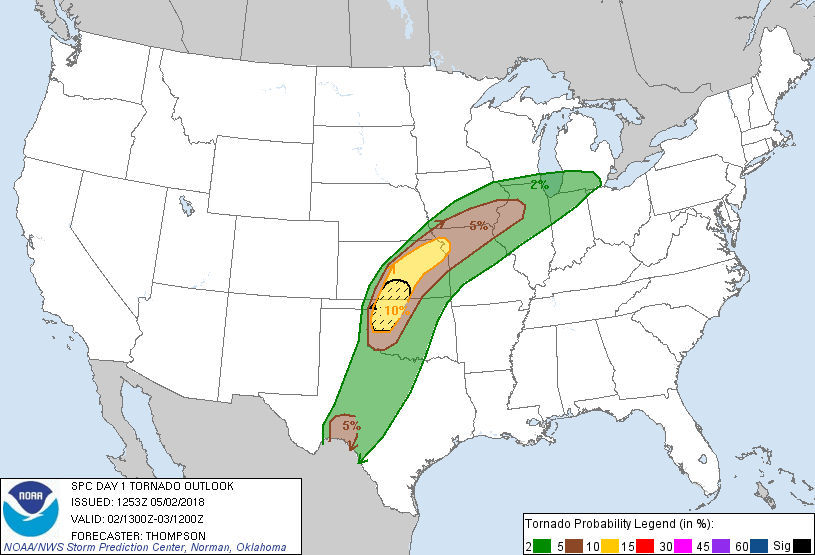 2%
5%
10%
5%
NOAA
SPC DAY 1 TORNADO OUTLOOK
ISSUED: 1253Z 05/02/2018
VALID: 02/1300Z-03/1200Z
FORECASTER: THOMPSON
NOAA/NWS Storm Prediction Center, Norman, Oklahoma
Tornado Probability Legend (in %):
2 5 10 15 30 45 60 Sig